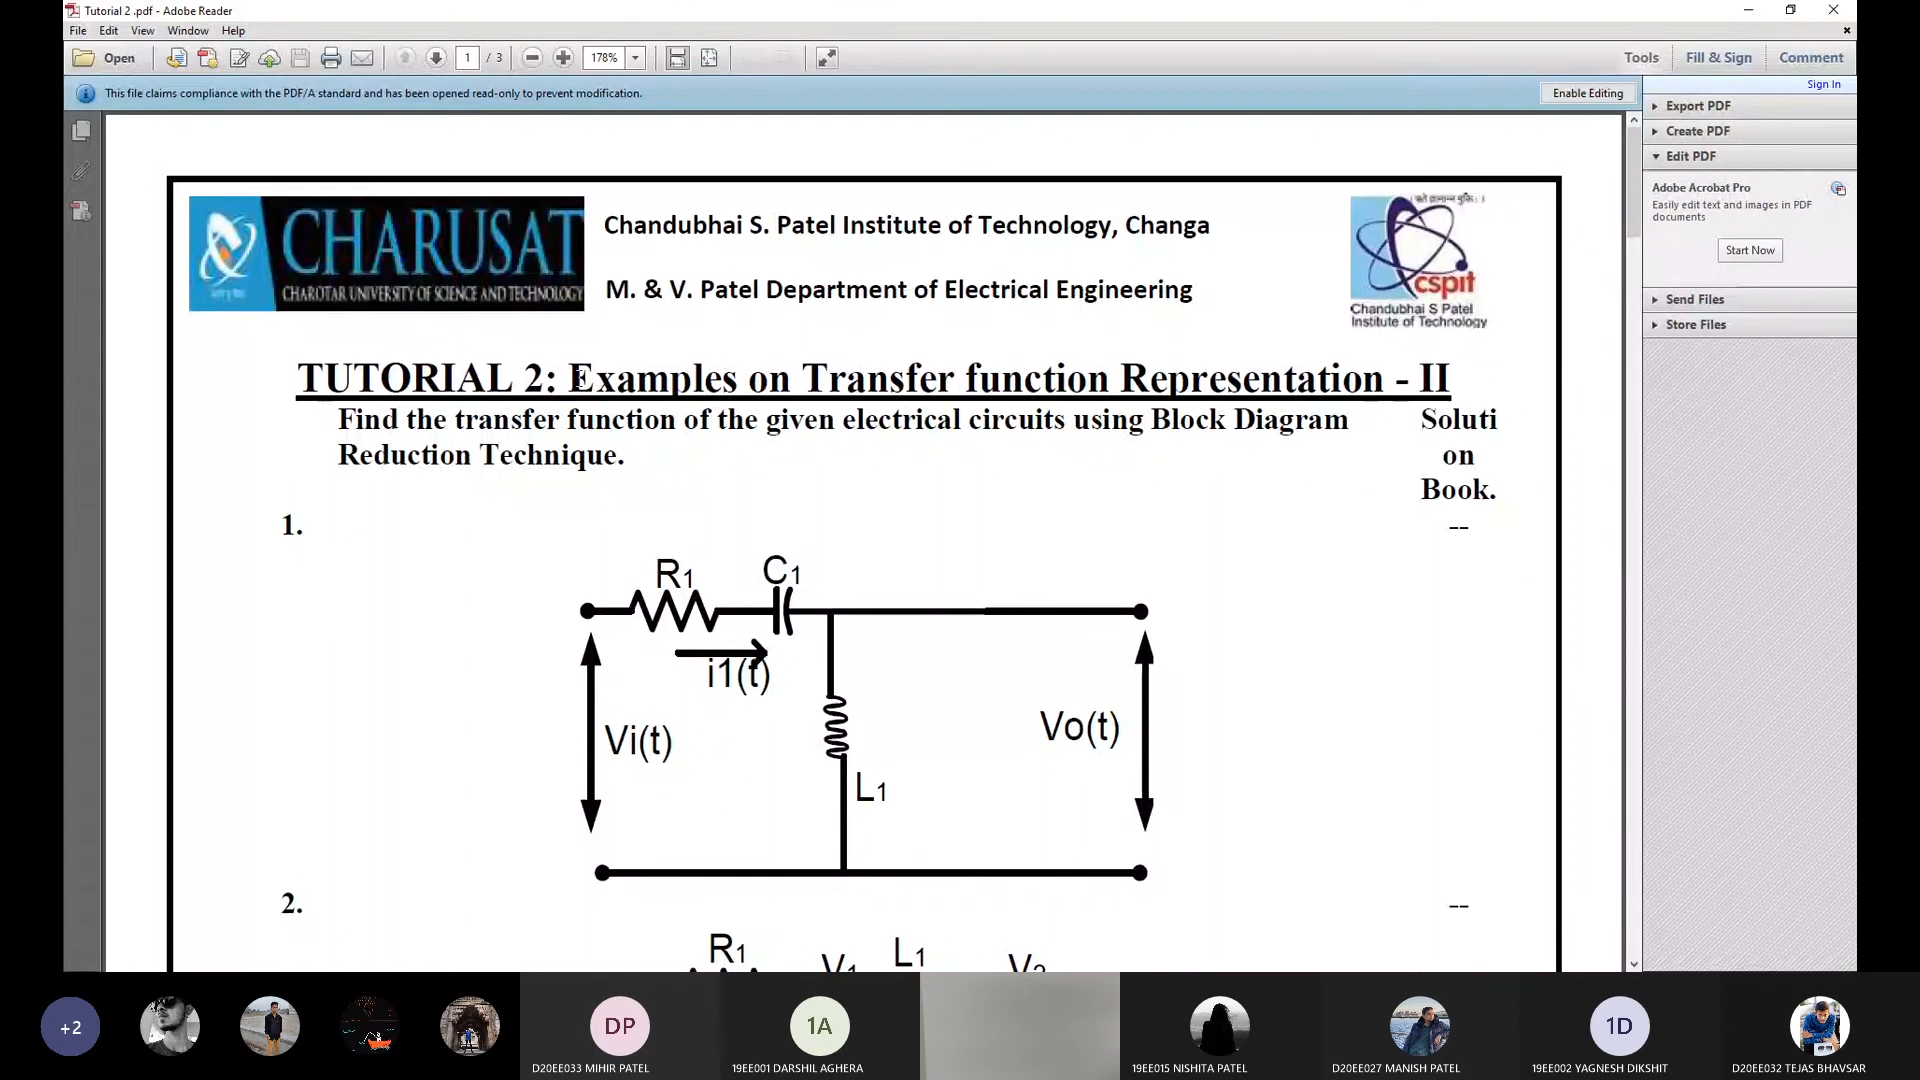 Tutorial 2 .pdf - Adobe Reader
File Edit View Window Help
Open 1 / 3 178% Tools Fill & Sign Comment
This file claims compliance with the PDF/A standard and has been opened read-only to prevent modification. Enable Editing
Sign In
Export PDF
Create PDF
Edit PDF
Adobe Acrobat Pro
Easily edit text and images in PDF
documents
Start Now
Send Files
Store Files
CHARUSAT
CHAROTAR UNIVERSITY OF SCIENCE AND TECHNOLOGY
Chandubhai S. Patel Institute of Technology, Changa
M. & V. Patel Department of Electrical Engineering
cspit
Chandubhai S Patel
Institute of Technology
TUTORIAL 2: Examples on Transfer function Representation - II
Find the transfer function of the given electrical circuits using Block Diagram
Reduction Technique.
Soluti
on
Book.
1. --
R1 C1
i1(t)
Vi(t) Vo(t)
L1
2. --
R1 V1 L1 V2
+2 DP 1A 1D
D20EE033 MIHIR PATEL 19EE001 DARSHIL AGHERA 19EE015 NISHITA PATEL D20EE027 MANISH PATEL 19EE002 YAGNESH DIKSHIT D20EE032 TEJAS BHAVSAR